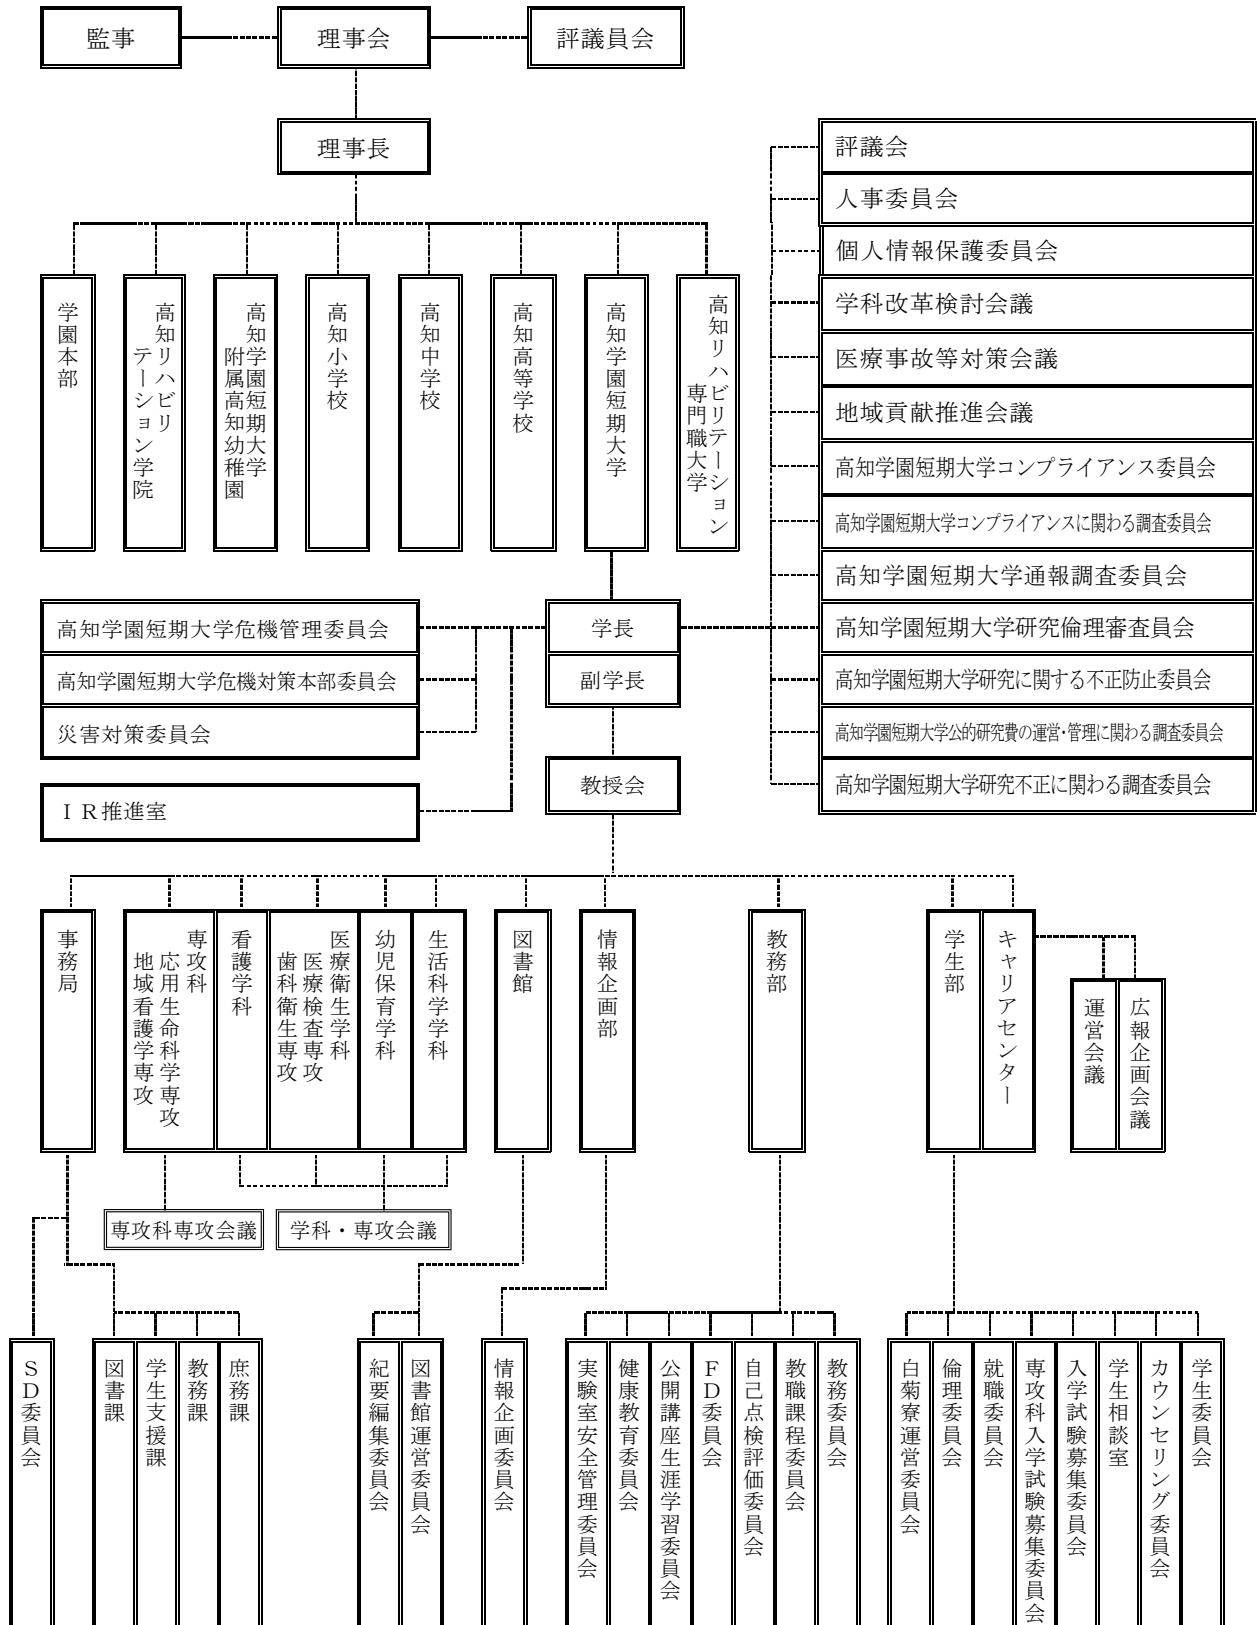 監事
理事会
評議員会
理事長
評議会
人事委員会
個人情報保護委員会
学科改革検討会議
医療事故等対策会議
地域貢献推進会議
高知学園短期大学コンプライアンス委員会
高知学園短期大学コンプライアンスに関わる調査委員会
高知学園短期大学通報調査委員会
高知学園短期大学研究倫理審査員会
高知学園短期大学研究に関する不正防止委員会
高知学園短期大学公的研究費の運営・管理に関わる調査委員会
高知学園短期大学研究不正に関わる調査委員会
学園本部
高知リハビリ
テーション学院
高知学園短期大学
附属高知幼稚園
高知小学校
高知中学校
高知高等学校
高知学園短期大学
高知リハビリテーション
専門職大学
高知学園短期大学危機管理委員会
高知学園短期大学危機対策本部委員会
災害対策委員会
ＩＲ推進室
学長
副学長
教授会
事務局
専攻科
応用生命科学専攻
地域看護学専攻
看護学科
医療衛生学科
医療検査専攻
歯科衛生専攻
幼児保育学科
生活科学学科
図書館
情報企画部
教務部
学生部
キャリアセンター
運営会議
広報企画会議
専攻科専攻会議
学科・専攻会議
ＳＤ委員会
図書課
学生支援課
教務課
庶務課
紀要編集委員会
図書館運営委員会
情報企画委員会
実験室安全管理委員会
健康教育委員会
公開講座生涯学習委員会
ＦＤ委員会
自己点検評価委員会
教職課程委員会
教務委員会
白菊寮運営委員会
倫理委員会
就職委員会
専攻科入学試験募集委員会
入学試験募集委員会
学生相談室
カウンセリング委員会
学生委員会